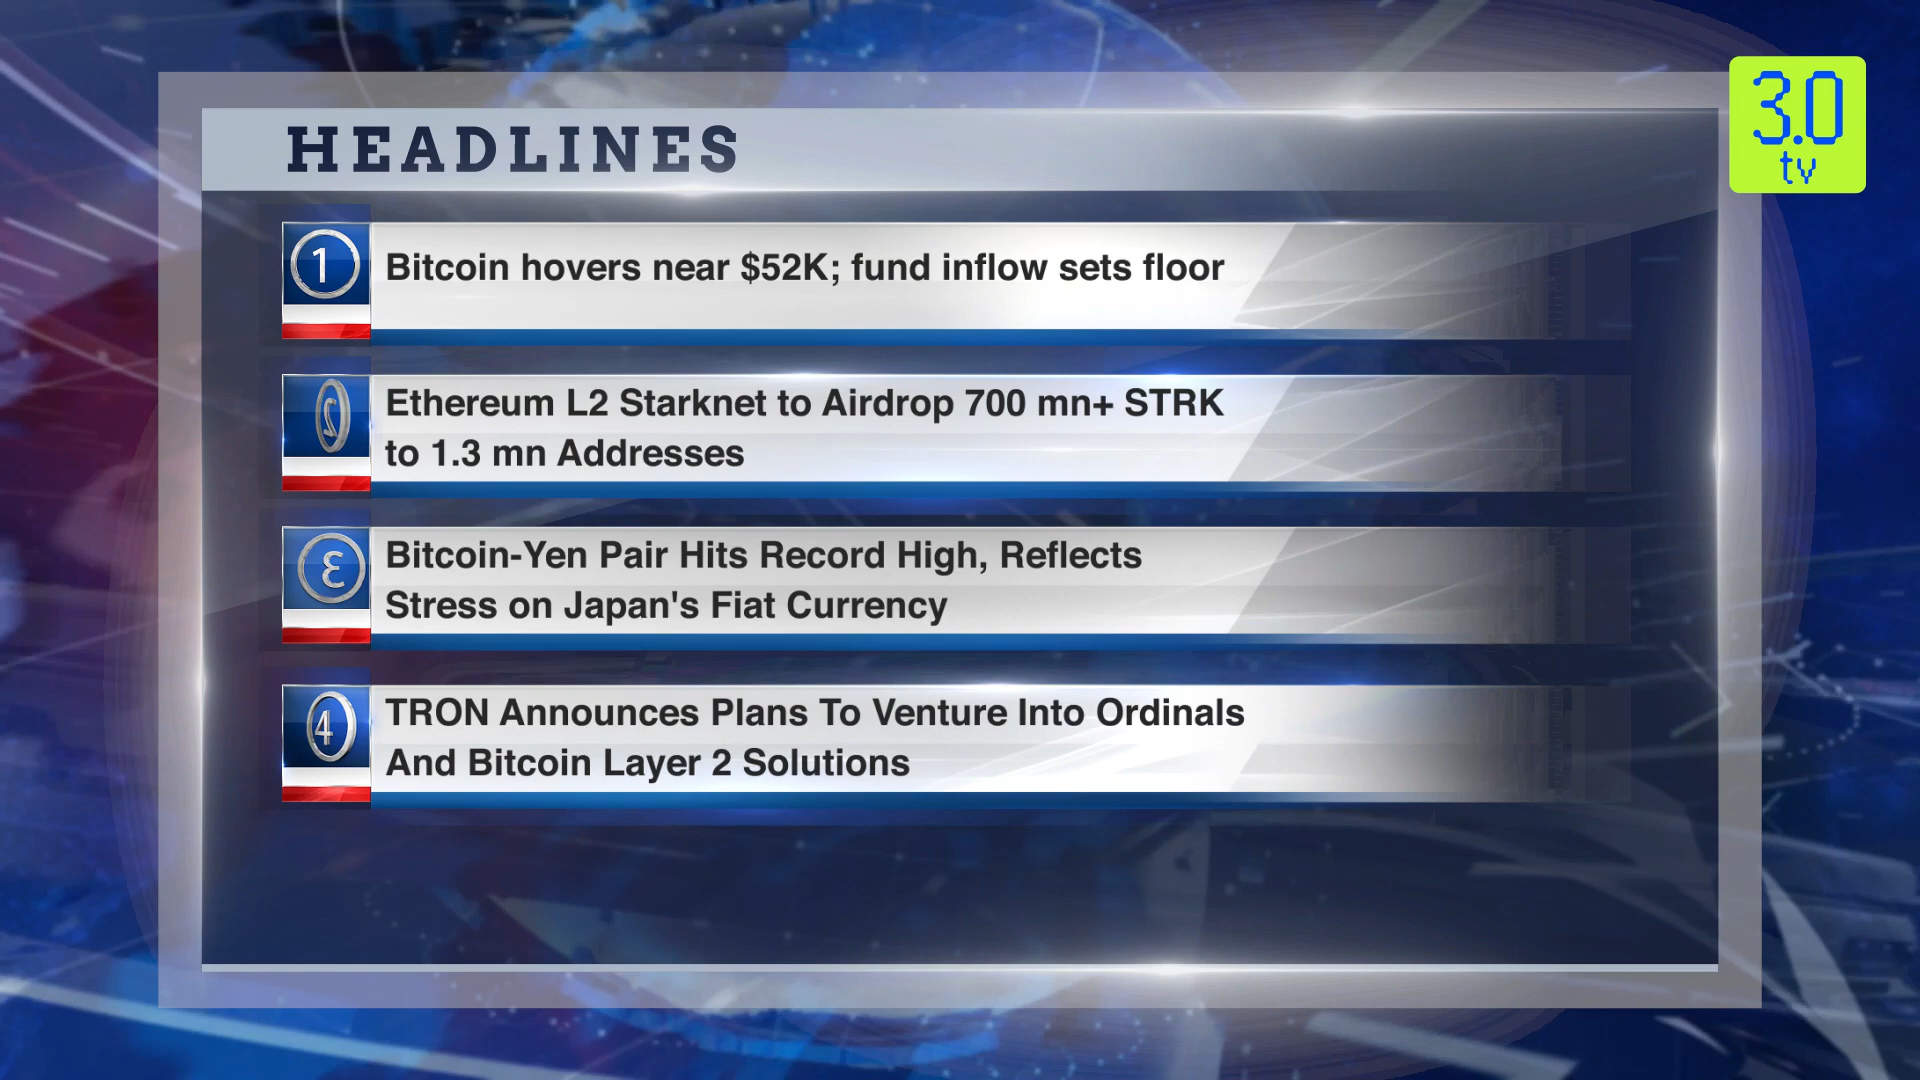 HEADLINES
3.0
tv
1
Bitcoin hovers near $52K; fund inflow sets floor
2
Ethereum L2 Starknet to Airdrop 700 mn+ STRK
to 1.3 mn Addresses
3
Bitcoin-Yen Pair Hits Record High, Reflects
Stress on Japan's Fiat Currency
4
TRON Announces Plans To Venture Into Ordinals
And Bitcoin Layer 2 Solutions